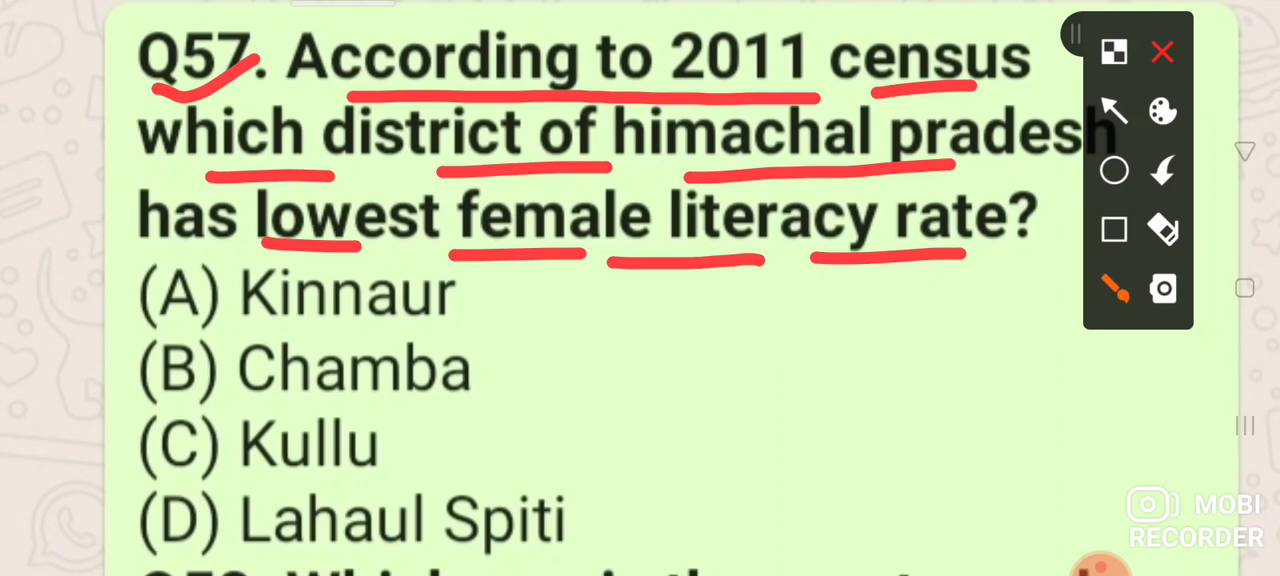 Q57. According to 2011 census
which district of himachal pradesh
has lowest female literacy rate?
(A) Kinnaur
(B) Chamba
(C) Kullu
(D) Lahaul Spiti
MOBI
RECORDER